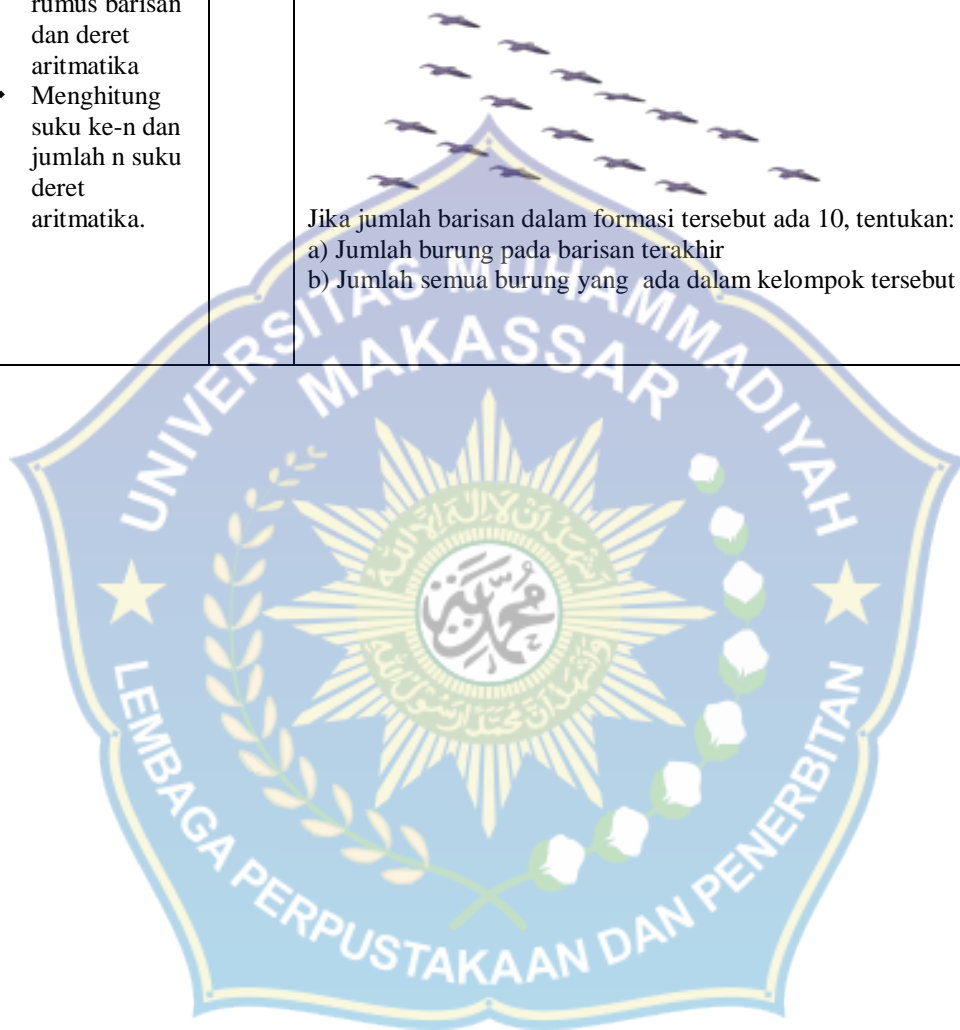 rumus barisan
dan deret
aritmatika
Menghitung
suku ke-n dan
jumlah n suku
deret
aritmatika.
Jika jumlah barisan dalam formasi tersebut ada 10, tentukan:
a) Jumlah burung pada barisan terakhir
b) Jumlah semua burung yang ada dalam kelompok tersebut
UNIVERSITAS MUHAMMADIYAH
MAKASSAR
محمد
LEMBAGA PERPUSTAKAAN DAN PENERBITAN